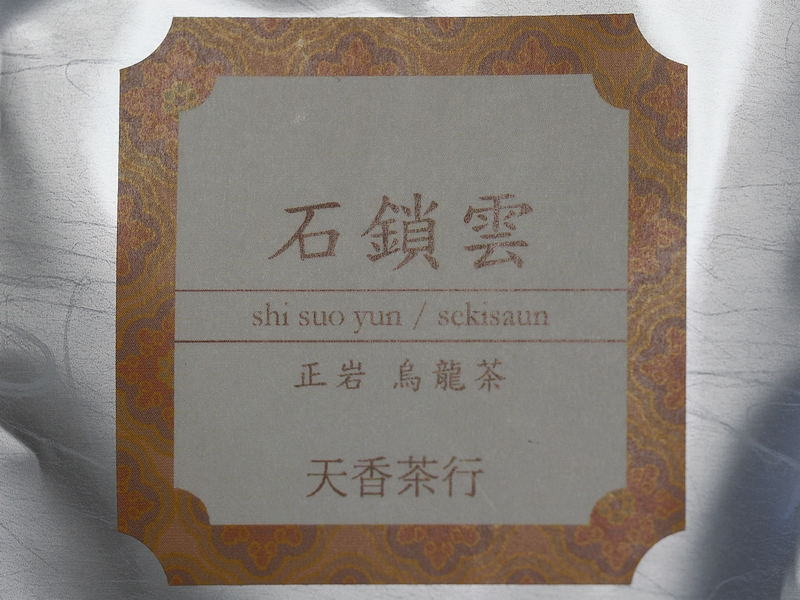 石鎖雲
shi suo yun / sekisaun
正岩 烏龍茶
天香茶行